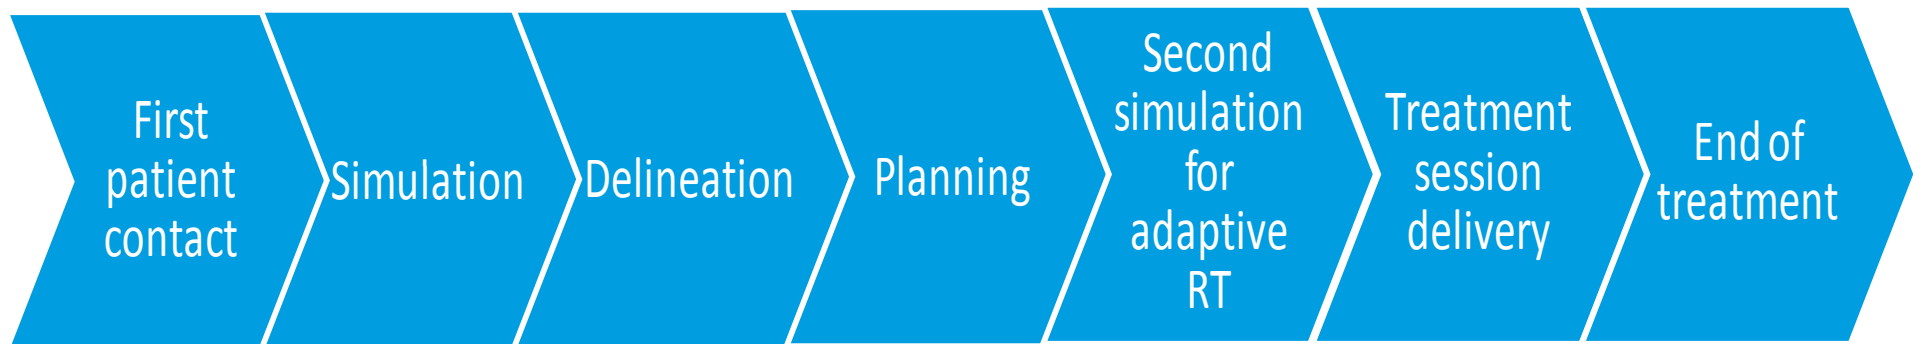 First
patient
contact
Simulation
Delineation
Planning
Second
simulation
for
adaptive
RT
Treatment
session
delivery
End of
treatment